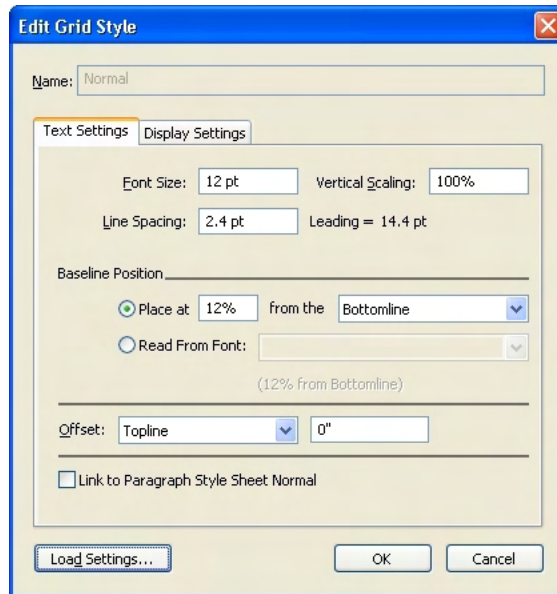 Edit Grid Style
Name: Normal
Text Settings Display Settings
Font Size: 12 pt Vertical Scaling: 100%
Line Spacing: 2.4 pt Leading = 14.4 pt
Baseline Position
Place at 12% from the Bottomline
Read From Font:
(12% from Bottomline)
Offset: Topline 0"
Link to Paragraph Style Sheet Normal
Load Settings... OK Cancel